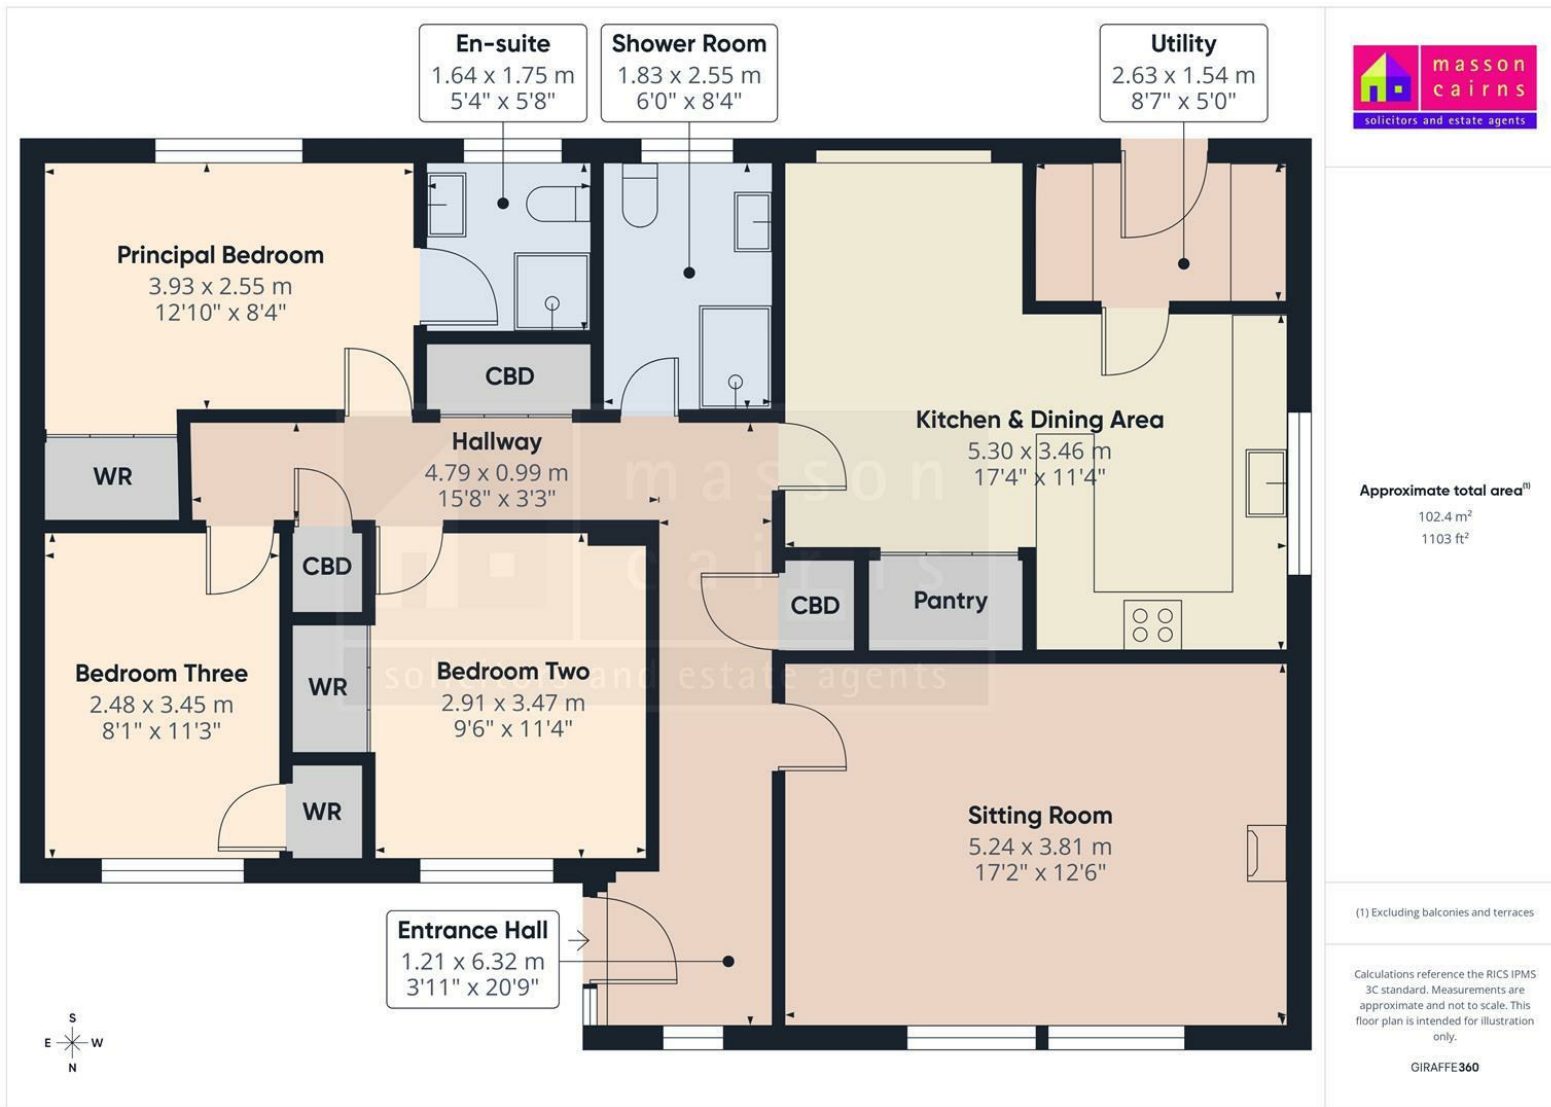 En-suite
1.64 x 1.75 m
5'4" x 5'8"
Shower Room
1.83 x 2.55 m
6'0" x 8'4"
Utility
2.63 x 1.54 m
8'7" x 5'0"
Principal Bedroom
3.93 x 2.55 m
12'10" x 8'4"
CBD
Kitchen & Dining Area
5.30 x 3.46 m
17'4" x 11'4"
Hallway
4.79 x 0.99 m
15'8" x 3'3"
WR
CBD
CBD
Pantry
Bedroom Three
2.48 x 3.45 m
8'1" x 11'3"
WR
Bedroom Two
2.91 x 3.47 m
9'6" x 11'4"
WR
Sitting Room
5.24 x 3.81 m
17'2" x 12'6"
Entrance Hall
1.21 x 6.32 m
3'11" x 20'9"
masson
cairns
solicitors and estate agents
S
E W
N
masson
cairns
solicitors and estate agents
Approximate total area(1)
102.4 m²
1103 ft²
(1) Excluding balconies and terraces
Calculations reference the RICS IPMS
3C standard. Measurements are
approximate and not to scale. This
floor plan is intended for illustration
only.
GIRAFFE360